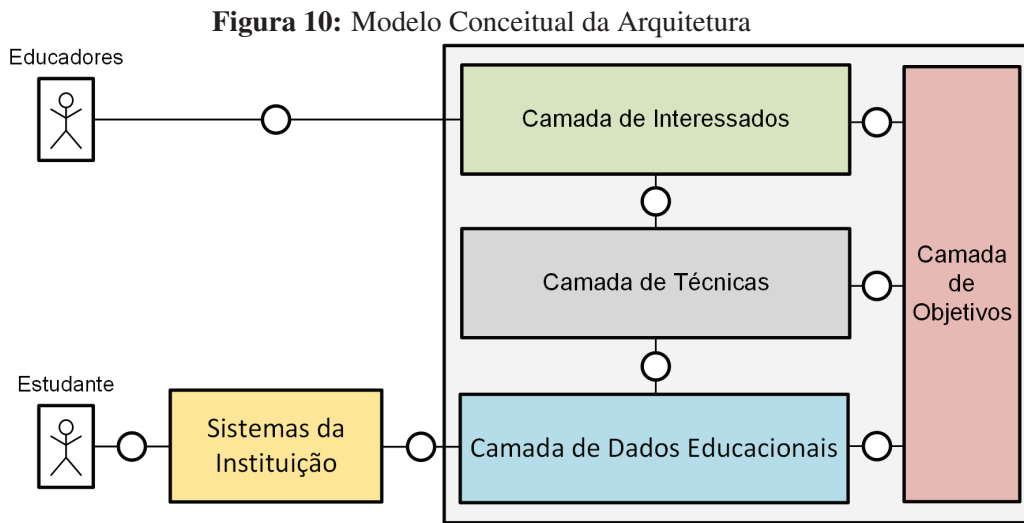 Figura 10: Modelo Conceitual da Arquitetura
Educadores
Camada de Interessados
Camada de Técnicas
Camada
de
Objetivos
Estudante
Sistemas da
Instituição
Camada de Dados Educacionais